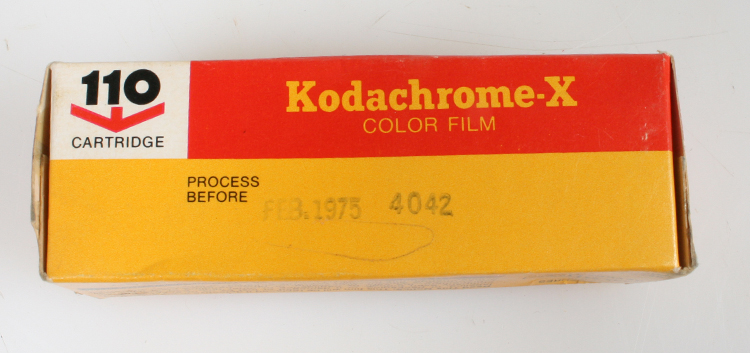 110
CARTRIDGE
Kodachrome-X
COLOR FILM
PROCESS
BEFORE
FEB.1975 4042